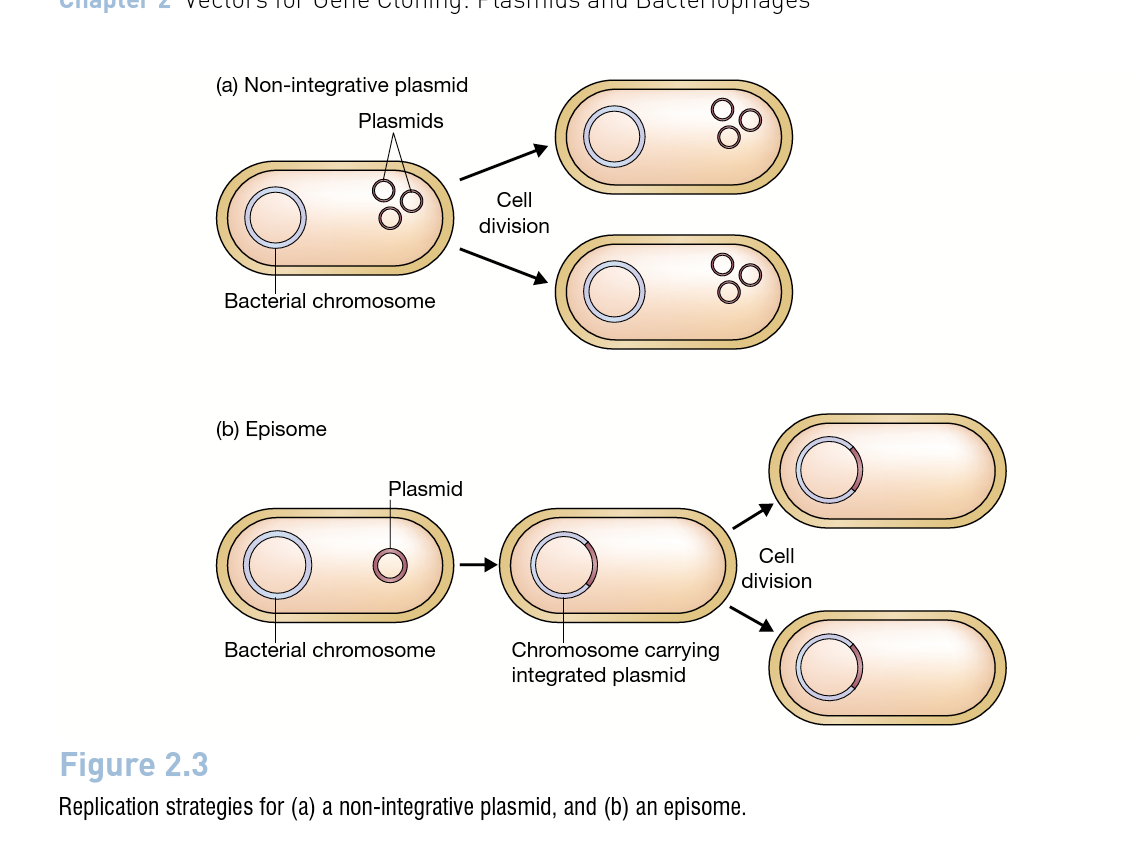 Chapter 2 Vectors for Gene Cloning: Plasmids and Bacteriophages
(a) Non-integrative plasmid
Plasmids
Cell
division
Bacterial chromosome
(b) Episome
Plasmid
Cell
division
Bacterial chromosome
Chromosome carrying
integrated plasmid
Figure 2.3
Replication strategies for (a) a non-integrative plasmid, and (b) an episome.